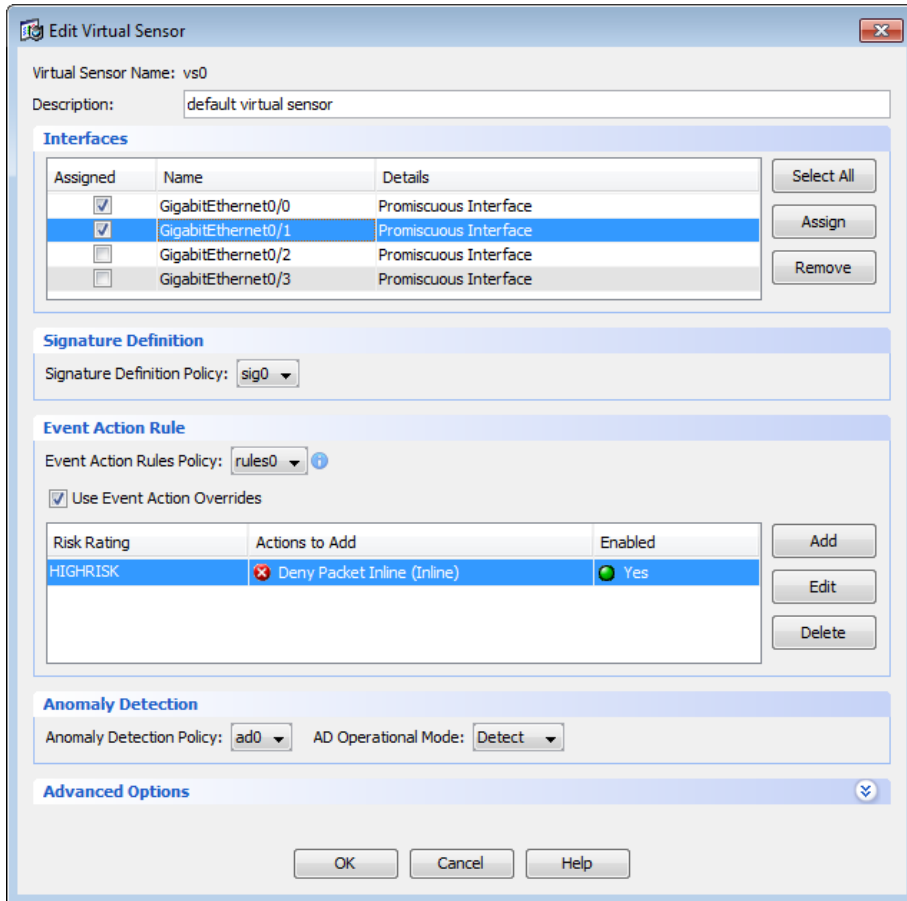 Edit Virtual Sensor
Virtual Sensor Name: vs0
Description: default virtual sensor
Interfaces
Assigned Name Details
GigabitEthernet0/0 Promiscuous Interface
GigabitEthernet0/1 Promiscuous Interface
GigabitEthernet0/2 Promiscuous Interface
GigabitEthernet0/3 Promiscuous Interface
Select All
Assign
Remove
Signature Definition
Signature Definition Policy: sig0
Event Action Rule
Event Action Rules Policy: rules0
Use Event Action Overrides
Risk Rating Actions to Add Enabled
HIGHRISK Deny Packet Inline (Inline) Yes
Add
Edit
Delete
Anomaly Detection
Anomaly Detection Policy: ad0 AD Operational Mode: Detect
Advanced Options
OK Cancel Help